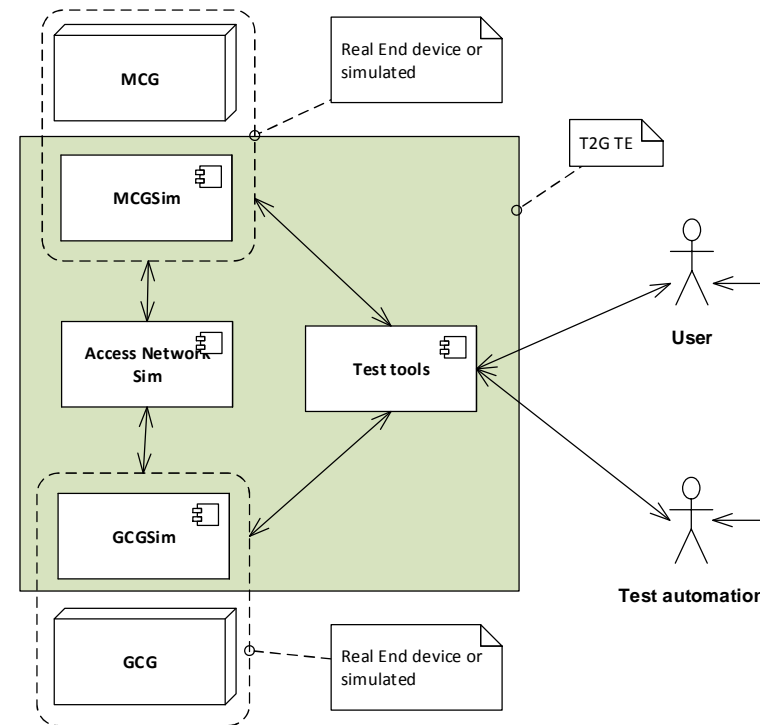 MCG
Real End device or
simulated
T2G TE
MCGSim
User
Access Network
Sim
Test tools
GCGSim
Test automation
GCG
Real End device or
simulated